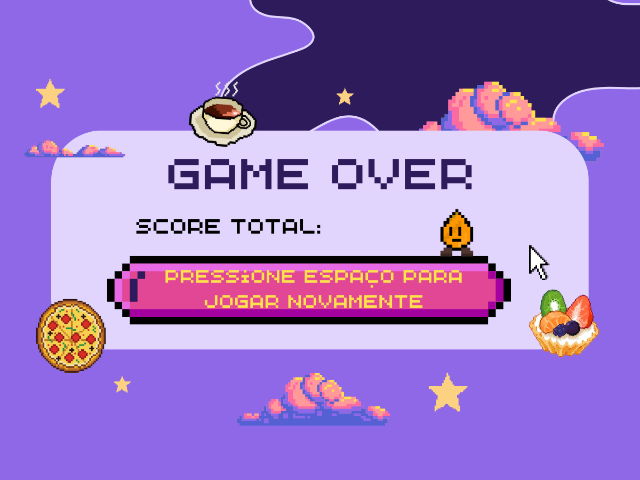 GAME OVER
SCORE TOTAL:
PRESSiONE ESPAÇO PARA
JOGAR NOVAMENTE